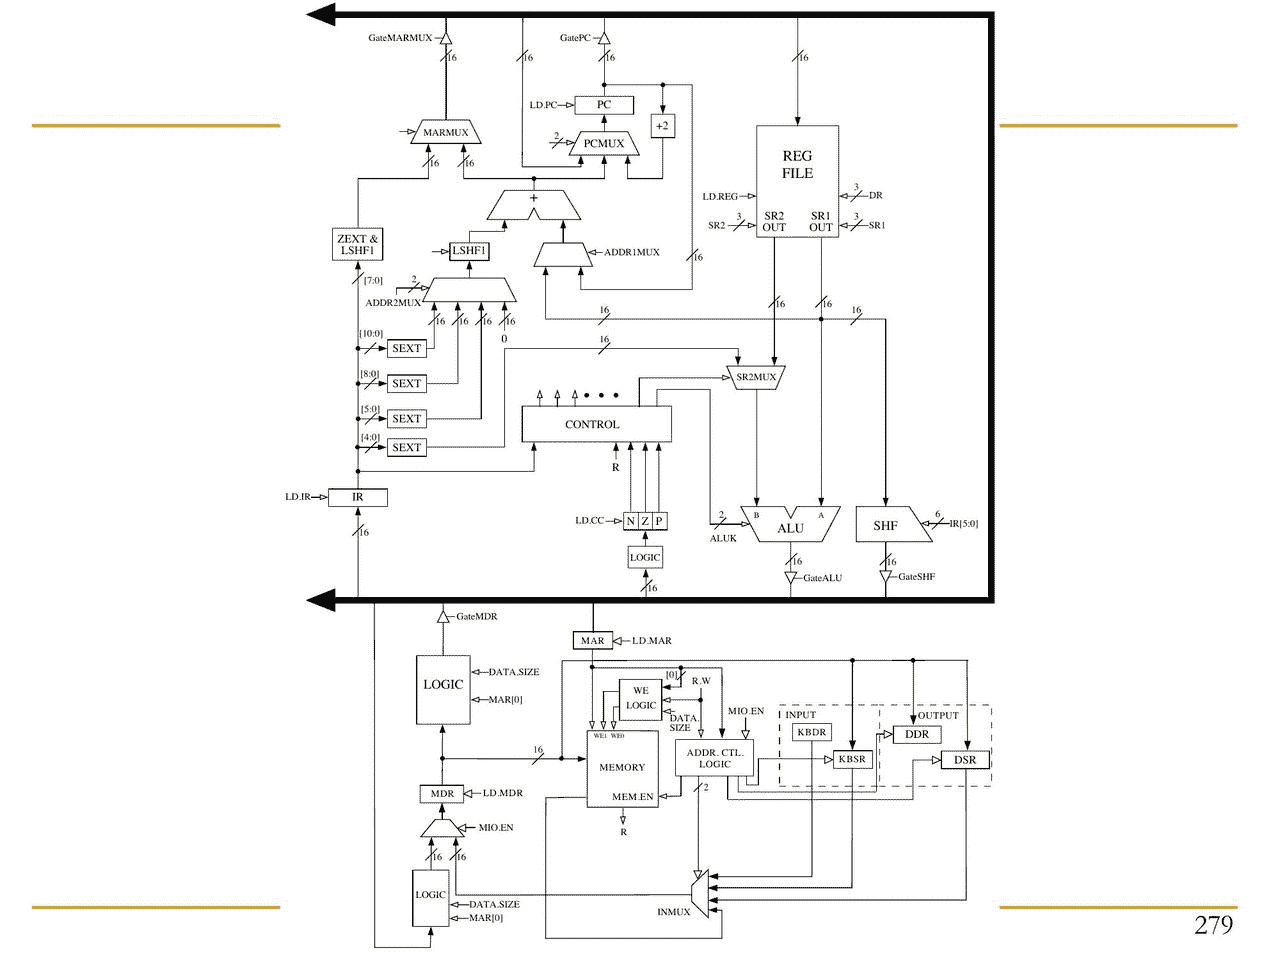 GateMARMUX
GatePC
16
16
16
16
LD.PC
PC
+2
MARMUX
2
PCMUX
16
16
REG
FILE
+
LD.REG
3
DR
SR2
3
SR2
OUT
SR1
OUT
3
SR1
ZEXT &
LSHF1
LSHF1
ADDR1MUX
16
[7:0]
2
ADDR2MUX
16
16
16
16
16
16
16
16
0
[10:0]
SEXT
16
[8:0]
SEXT
SR2MUX
[5:0]
SEXT
CONTROL
[4:0]
SEXT
R
LD.IR
IR
LD.CC
N Z P
2
ALUK
B
A
ALU
SHF
6
IR[5:0]
16
LOGIC
16
16
16
GateALU
GateSHF
GateMDR
MAR
LD.MAR
LOGIC
DATA.SIZE
MAR[0]
[0]
R.W
WE
LOGIC
DATA.
SIZE
MIO.EN
INPUT
OUTPUT
KBDR
DDR
WE1 WE0
16
MEMORY
ADDR. CTL.
LOGIC
KBSR
DSR
MDR
LD.MDR
MEM.EN
2
R
MIO.EN
16
16
LOGIC
DATA.SIZE
MAR[0]
INMUX
279